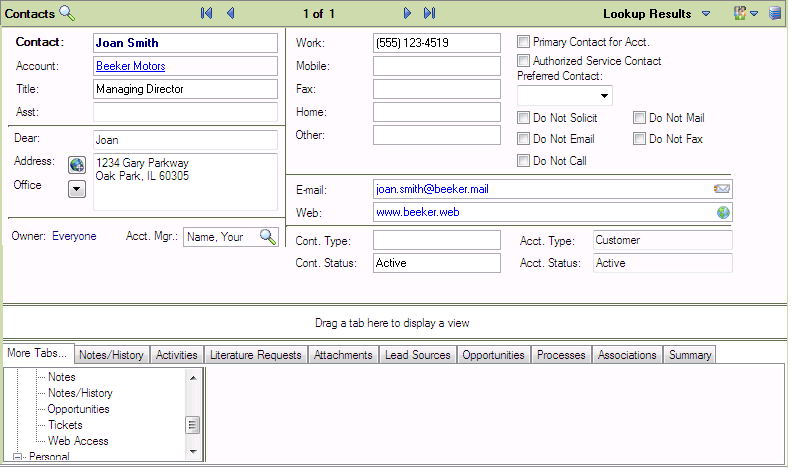 Contacts 1 of 1 Lookup Results
Contact: Joan Smith
Account: Beeker Motors
Title: Managing Director
Asst:
Dear: Joan
Address: 1234 Gary Parkway
Oak Park, IL 60305
Office
Owner: Everyone Acct. Mgr.: Name, Your
Work: (555) 123-4519
Mobile:
Fax:
Home:
Other:
Primary Contact for Acct.
Authorized Service Contact
Preferred Contact:
Do Not Solicit Do Not Mail
Do Not Email Do Not Fax
Do Not Call
E-mail: joan.smith@beeker.mail
Web: www.beeker.web
Cont. Type: Acct. Type: Customer
Cont. Status: Active Acct. Status: Active
Drag a tab here to display a view
More Tabs... Notes/History Activities Literature Requests Attachments Lead Sources Opportunities Processes Associations Summary
Notes
Notes/History
Opportunities
Tickets
Web Access
Personal